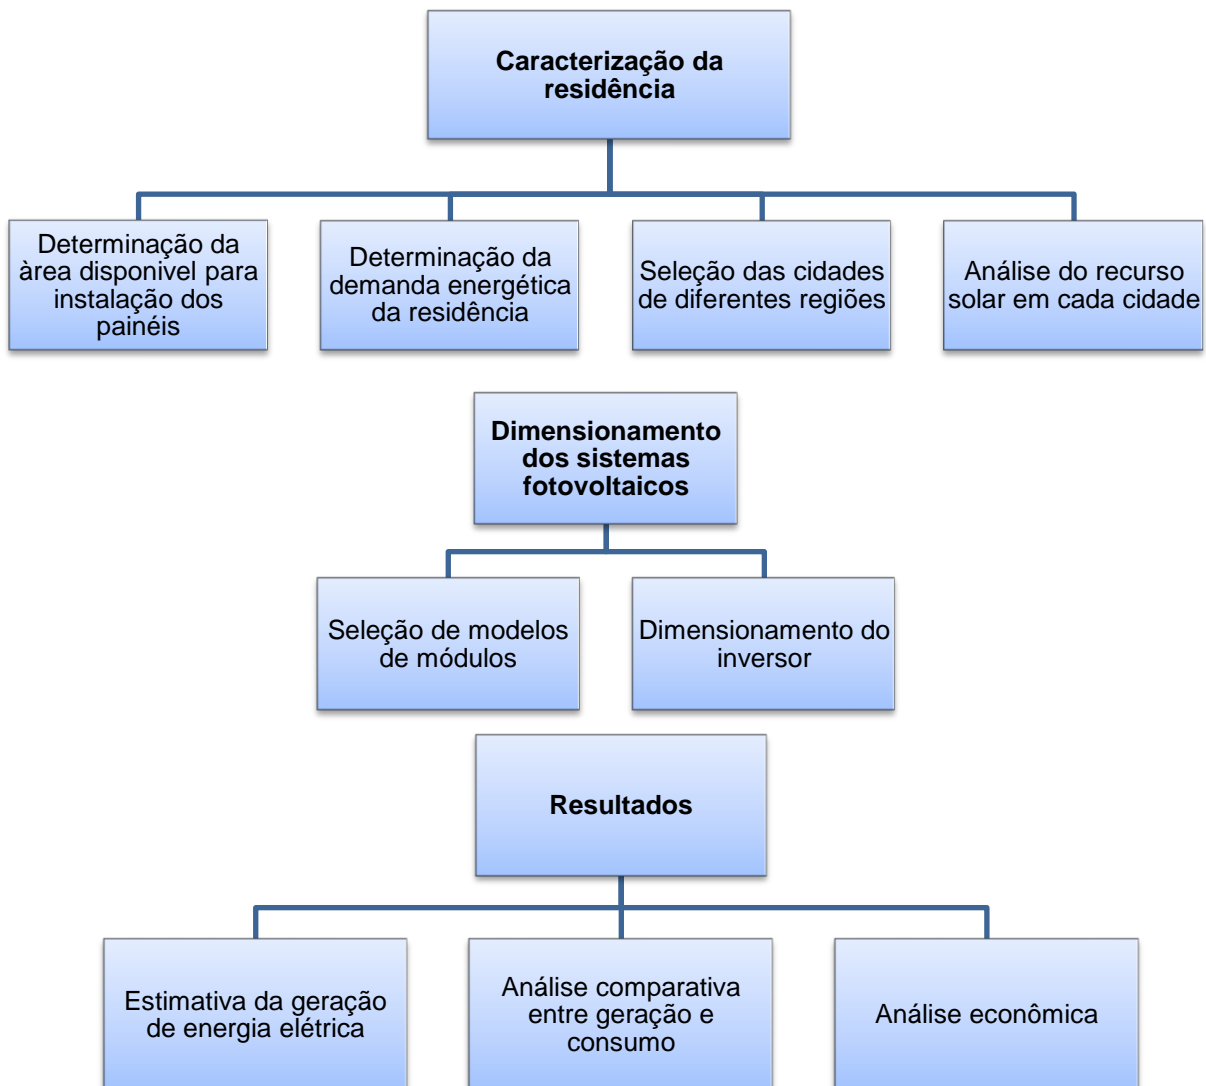 Caracterização da
residência
Determinação da
àrea disponivel para
instalação dos
painéis
Determinação da
demanda energética
da residência
Seleção das cidades
de diferentes regiões
Análise do recurso
solar em cada cidade
Dimensionamento
dos sistemas
fotovoltaicos
Seleção de modelos
de módulos
Dimensionamento do
inversor
Resultados
Estimativa da geração
de energia elétrica
Análise comparativa
entre geração e
consumo
Análise econômica